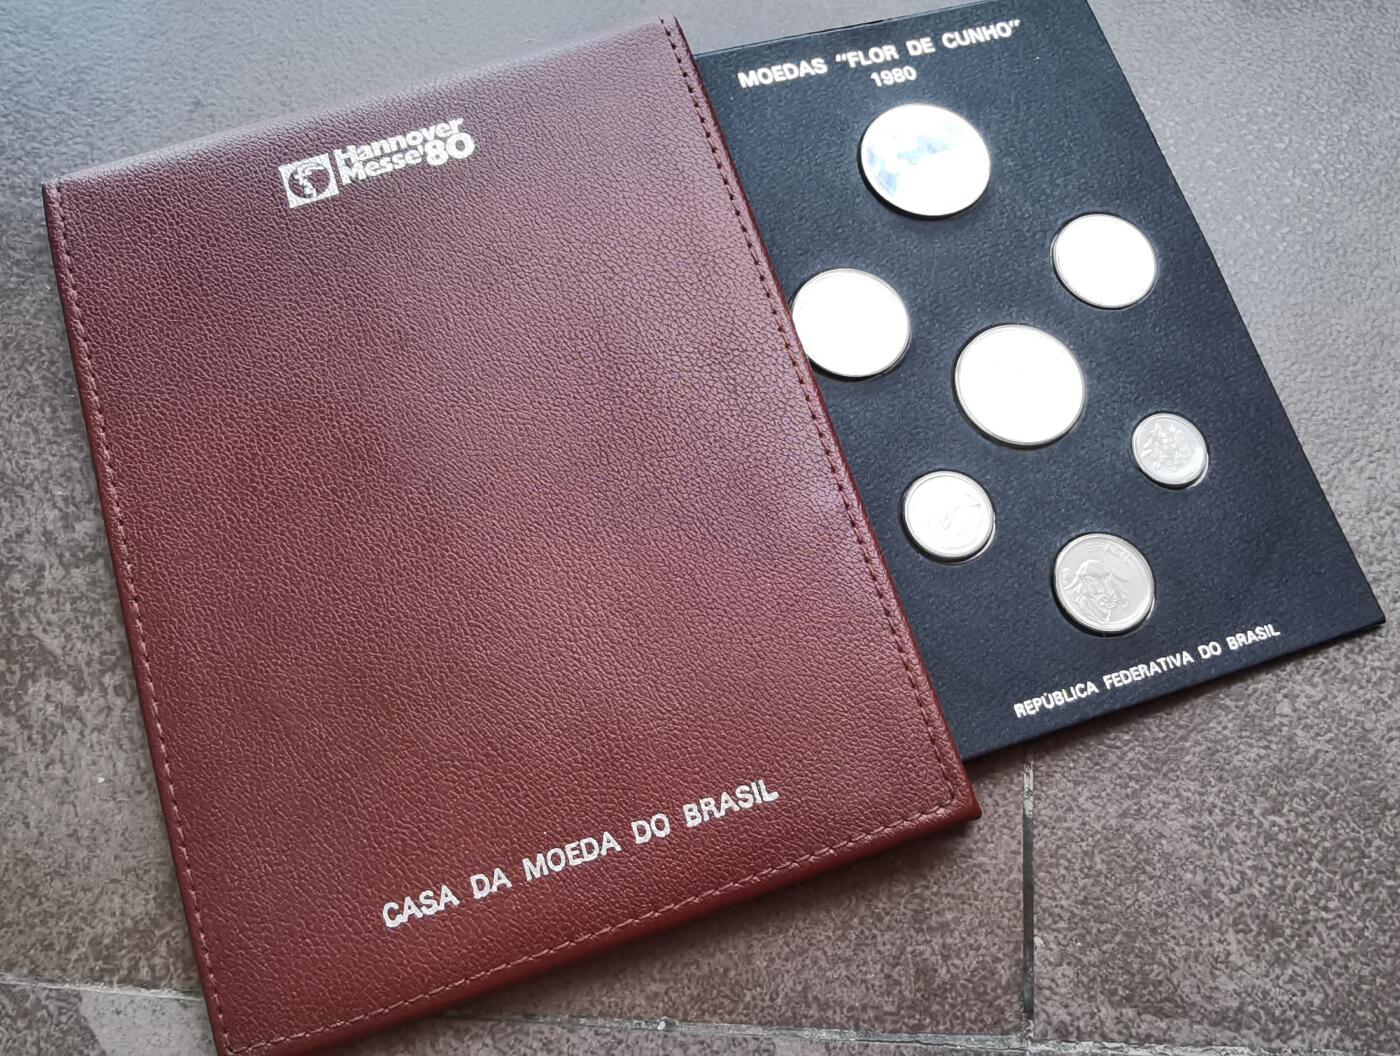 Hannover
Messe'80
CASA DA MOEDA DO BRASIL
MOEDAS "FLOR DE CUNHO"
1980
BRASIL
REPÚBLICA FEDERATIVA DO BRASIL